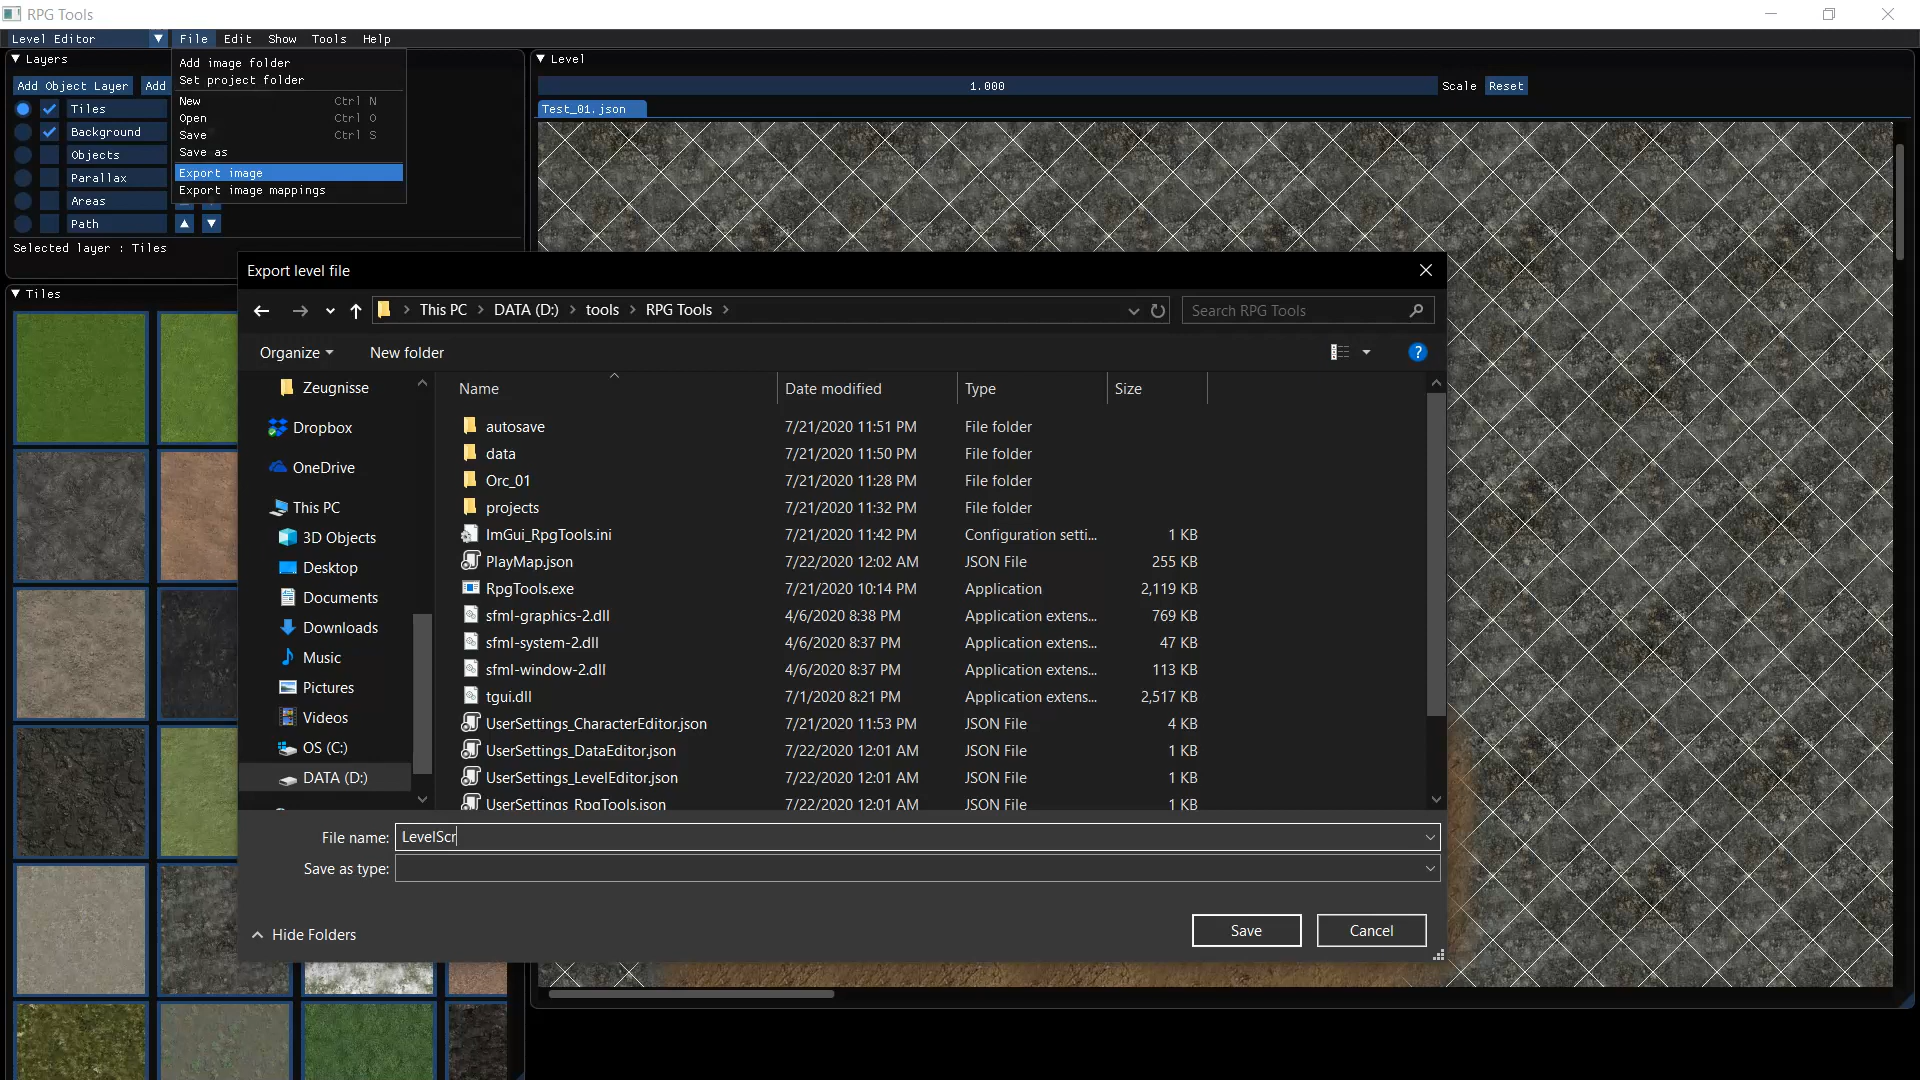 RPG Tools
Level Editor File Edit Show Tools Help
Layers
Add Object Layer Add
Tiles
Background
Objects
Parallax
Areas
Path
Selected layer : Tiles
Add image folder
Set project folder
New Ctrl N
Open Ctrl O
Save Ctrl S
Save as
Export image
Export image mappings
Level
1.000 Scale Reset
Test_01.json
Tiles
Export level file
This PC DATA (D:) tools RPG Tools
Search RPG Tools
Organize New folder
?
Zeugnisse
Dropbox
OneDrive
This PC
3D Objects
Desktop
Documents
Downloads
Music
Pictures
Videos
OS (C:)
DATA (D:)
Name Date modified Type Size
autosave 7/21/2020 11:51 PM File folder
data 7/21/2020 11:50 PM File folder
Orc_01 7/21/2020 11:28 PM File folder
projects 7/21/2020 11:32 PM File folder
ImGui_RpgTools.ini 7/21/2020 11:42 PM Configuration setti... 1 KB
PlayMap.json 7/22/2020 12:02 AM JSON File 255 KB
RpgTools.exe 7/21/2020 10:14 PM Application 2,119 KB
sfml-graphics-2.dll 4/6/2020 8:38 PM Application extens... 769 KB
sfml-system-2.dll 4/6/2020 8:37 PM Application extens... 47 KB
sfml-window-2.dll 4/6/2020 8:37 PM Application extens... 113 KB
tgui.dll 7/1/2020 8:21 PM Application extens... 2,517 KB
UserSettings_CharacterEditor.json 7/21/2020 11:53 PM JSON File 4 KB
UserSettings_DataEditor.json 7/22/2020 12:01 AM JSON File 1 KB
UserSettings_LevelEditor.json 7/22/2020 12:01 AM JSON File 1 KB
UserSettings_RpgTools.json 7/22/2020 12:01 AM JSON File 1 KB
File name: LevelScr
Save as type:
Hide Folders
Save Cancel